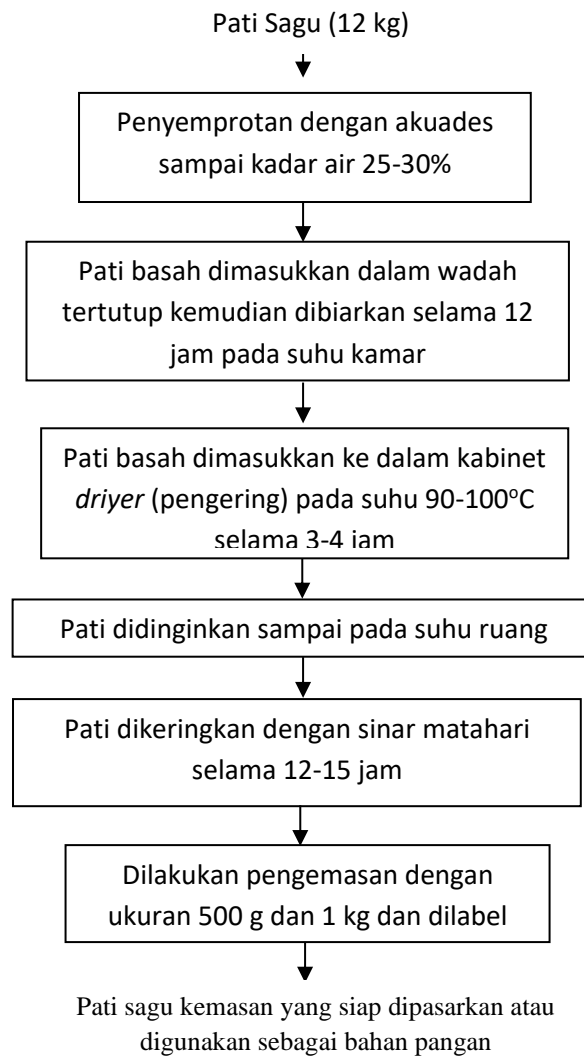 Pati Sagu (12 kg)
Penyemprotan dengan akuades
sampai kadar air 25-30%
Pati basah dimasukkan dalam wadah
tertutup kemudian dibiarkan selama 12
jam pada suhu kamar
Pati basah dimasukkan ke dalam kabinet
driyer (pengering) pada suhu 90-100°C
selama 3-4 jam
Pati didinginkan sampai pada suhu ruang
Pati dikeringkan dengan sinar matahari
selama 12-15 jam
Dilakukan pengemasan dengan
ukuran 500 g dan 1 kg dan dilabel
Pati sagu kemasan yang siap dipasarkan atau
digunakan sebagai bahan pangan